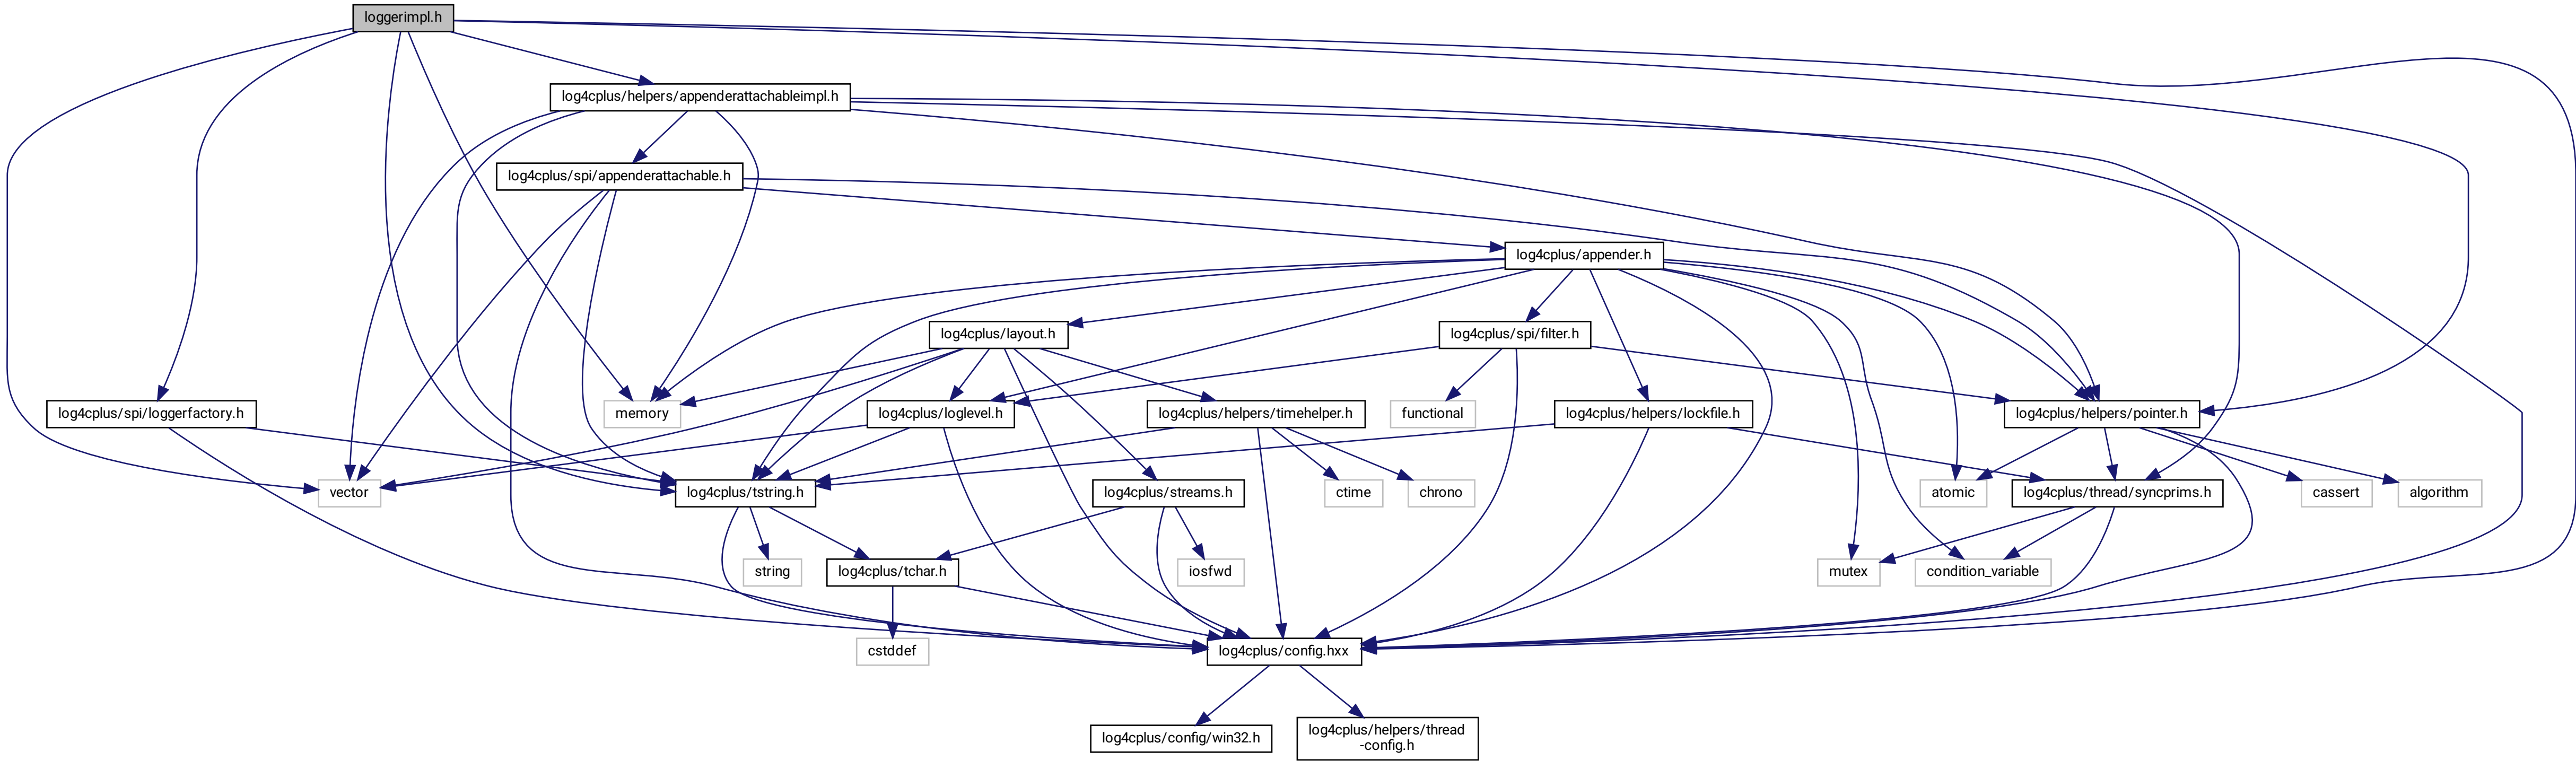 loggerimpl.h
log4cplus/helpers/appenderattachableimpl.h
log4cplus/spi/appenderattachable.h
log4cplus/appender.h
log4cplus/layout.h
log4cplus/spi/filter.h
log4cplus/spi/loggerfactory.h
memory
log4cplus/loglevel.h
log4cplus/helpers/timehelper.h
functional
log4cplus/helpers/lockfile.h
log4cplus/helpers/pointer.h
vector
log4cplus/tstring.h
log4cplus/streams.h
ctime
chrono
atomic
log4cplus/thread/syncprims.h
cassert
algorithm
string
log4cplus/tchar.h
iosfwd
mutex
condition_variable
cstddef
log4cplus/config.hxx
log4cplus/config/win32.h
log4cplus/helpers/thread
-config.h